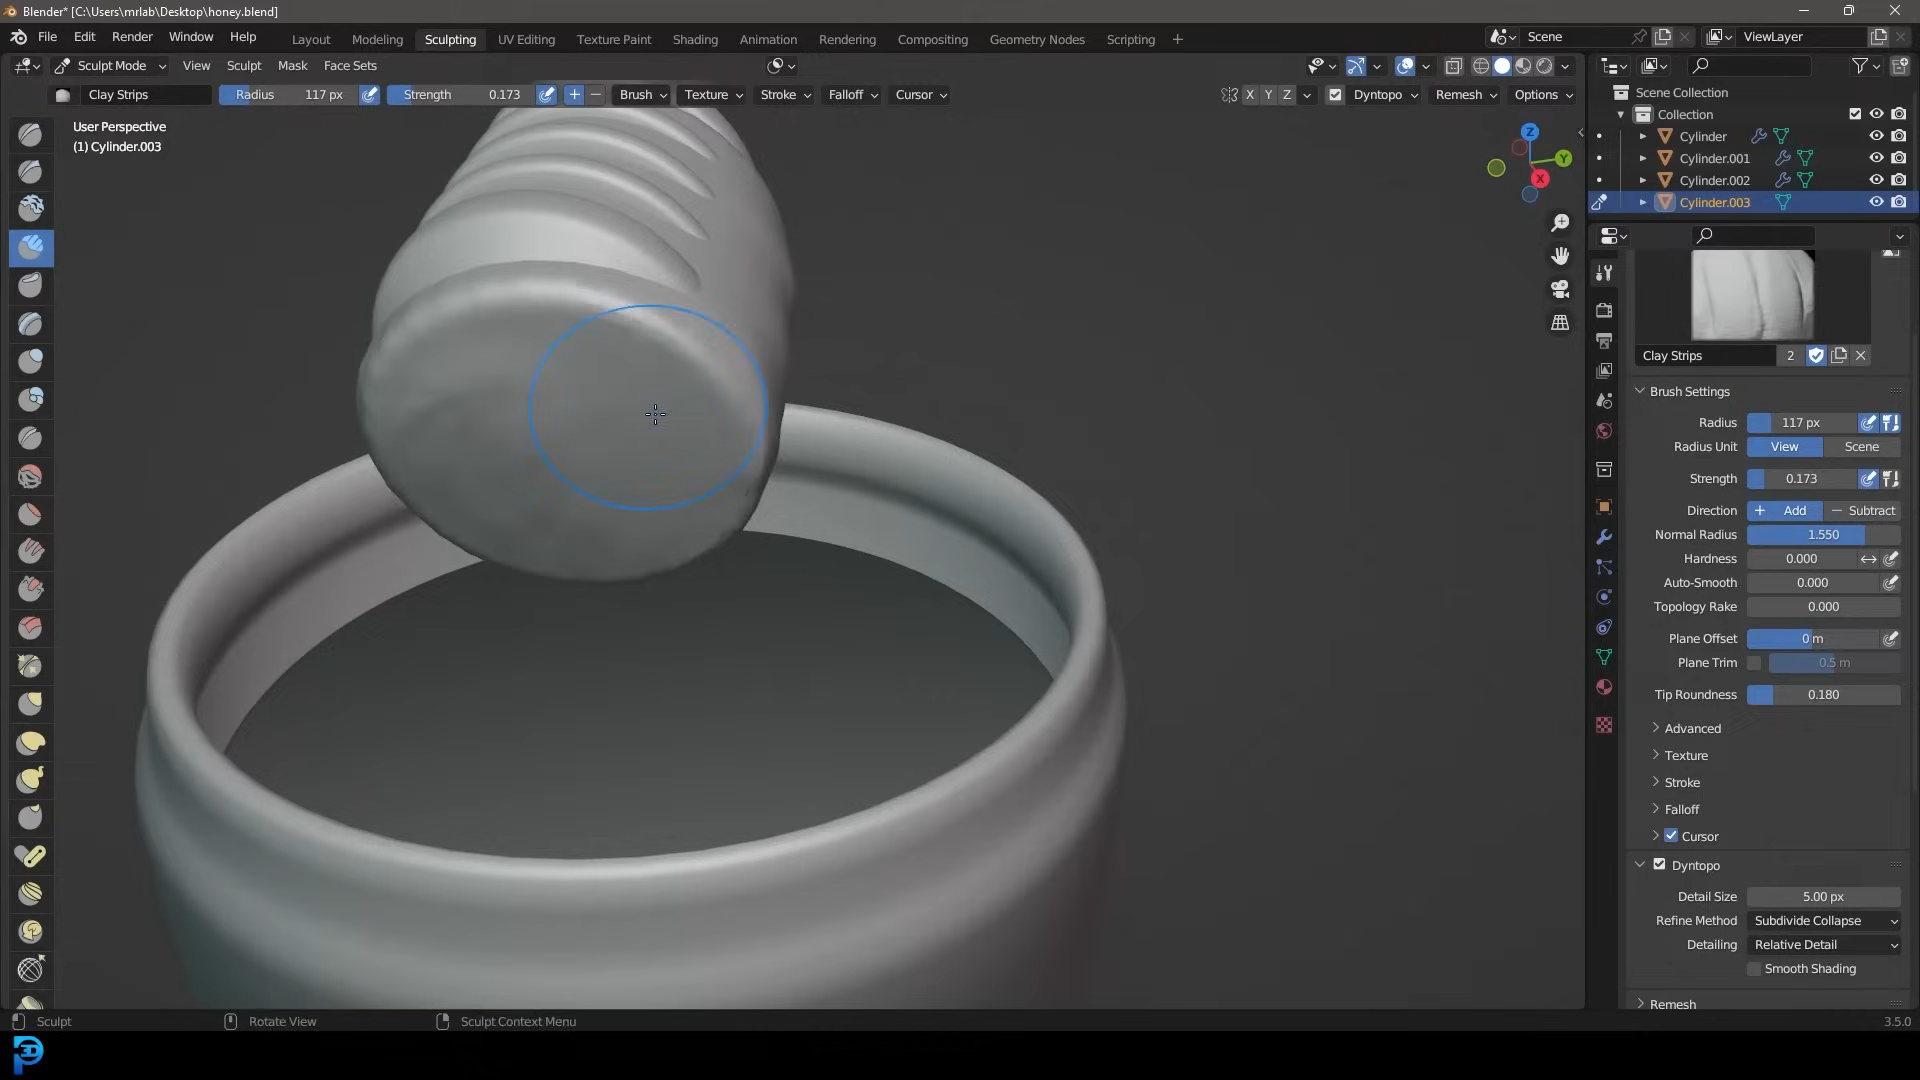 Blender* [C:\Users\mrlab\Desktop\honey.blend]
File Edit Render Window Help Layout Modeling Sculpting UV Editing Texture Paint Shading Animation Rendering Compositing Geometry Nodes Scripting + Scene ViewLayer
Sculpt Mode View Sculpt Mask Face Sets
Clay Strips Radius 117 px Strength 0.173 + − Brush Texture Stroke Falloff Cursor X Y Z Dyntopo Remesh Options
User Perspective
(1) Cylinder.003
Z
Y
X
Scene Collection
Collection
Cylinder
Cylinder.001
Cylinder.002
Cylinder.003
Clay Strips 2
Brush Settings
Radius 117 px
Radius Unit View Scene
Strength 0.173
Direction + Add − Subtract
Normal Radius 1.550
Hardness 0.000
Auto-Smooth 0.000
Topology Rake 0.000
Plane Offset 0 m
Plane Trim 0.5 m
Tip Roundness 0.180
Advanced
Texture
Stroke
Falloff
Cursor
Dyntopo
Detail Size 5.00 px
Refine Method Subdivide Collapse
Detailing Relative Detail
Smooth Shading
Remesh
Sculpt Rotate View Sculpt Context Menu 3.5.0